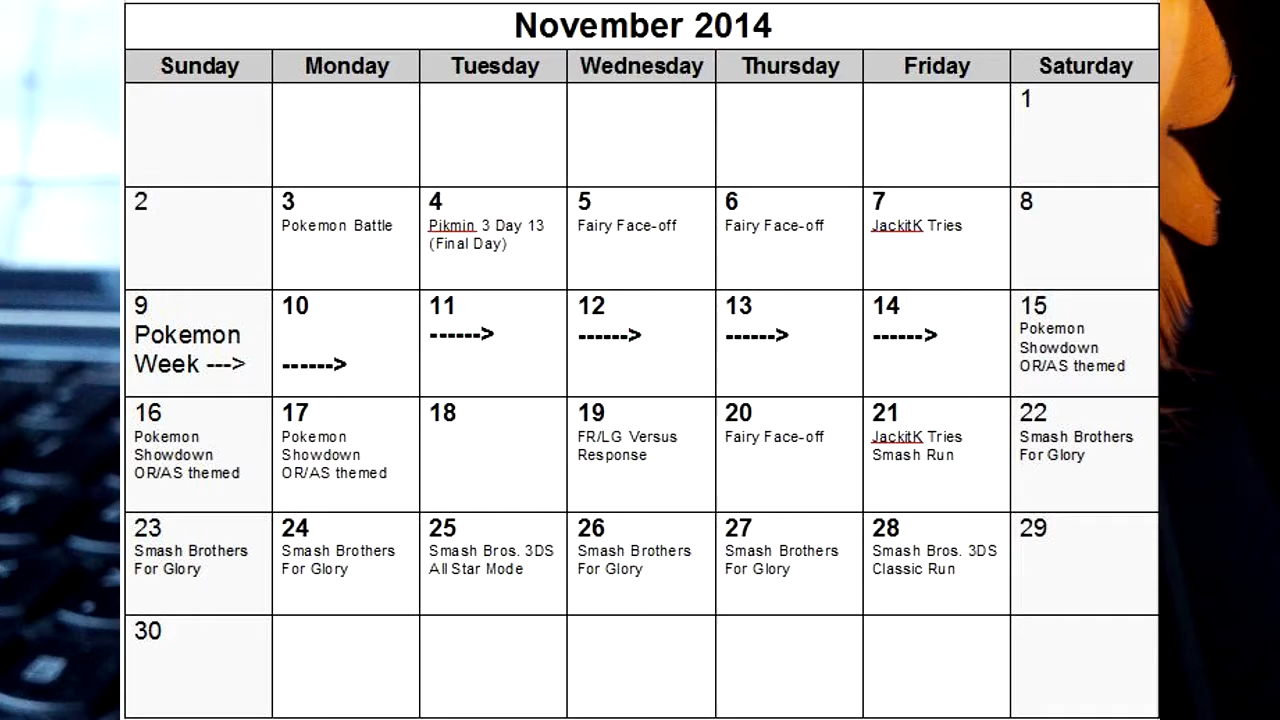 November 2014
Sunday Monday Tuesday Wednesday Thursday Friday Saturday
1
2 3 4 5 6 7 8
Pokemon Battle Pikmin 3 Day 13 Fairy Face-off Fairy Face-off JackitK Tries
(Final Day)
9 10 11 12 13 14 15
Pokemon ------> ------> ------> ------> Pokemon
Showdown
Week ---> ------> OR/AS themed
16 17 18 19 20 21 22
Pokemon Pokemon FR/LG Versus Fairy Face-off JackitK Tries Smash Brothers
Showdown Showdown Response Smash Run For Glory
OR/AS themed OR/AS themed
23 24 25 26 27 28 29
Smash Brothers Smash Brothers Smash Bros. 3DS Smash Brothers Smash Brothers Smash Bros. 3DS
For Glory For Glory All Star Mode For Glory For Glory Classic Run
30